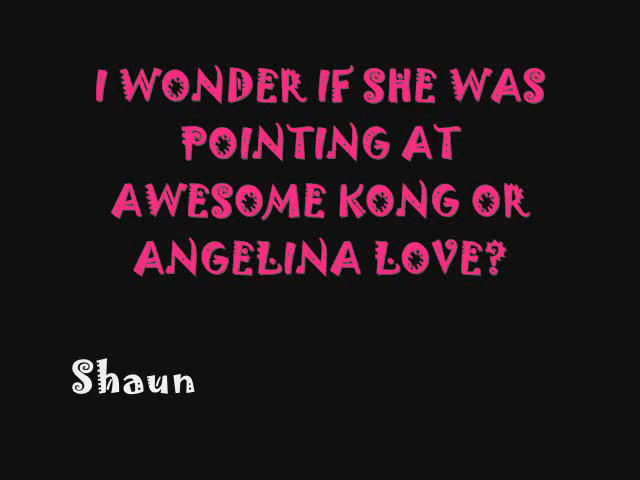 I WONDER IF SHE WAS
POINTING AT
AWESOME KONG OR
ANGELINA LOVE?
Shaun